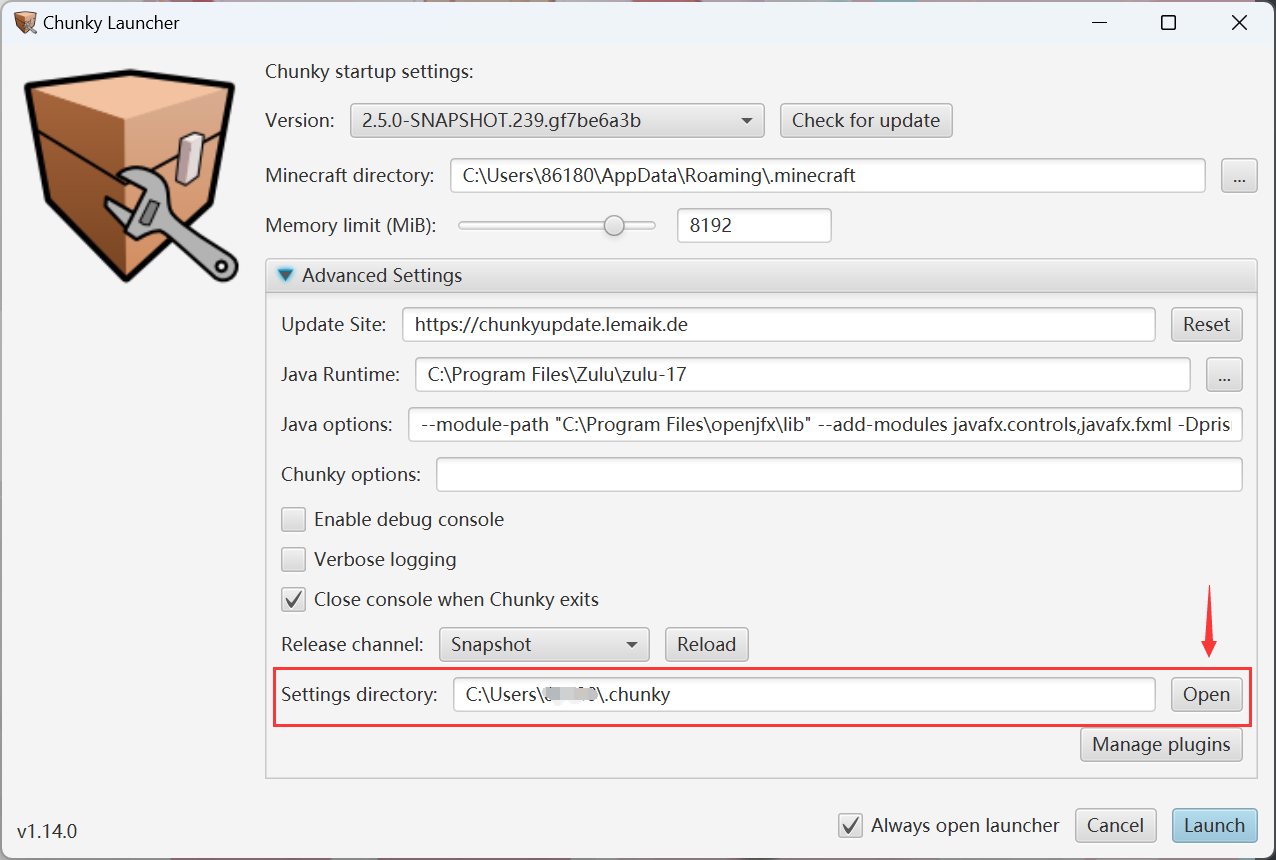 Chunky Launcher
Chunky startup settings:
Version: 2.5.0-SNAPSHOT.239.gf7be6a3b Check for update
Minecraft directory: C:\Users\86180\AppData\Roaming\.minecraft ...
Memory limit (MiB): 8192
Advanced Settings
Update Site: https://chunkyupdate.lemaik.de Reset
Java Runtime: C:\Program Files\Zulu\zulu-17 ...
Java options: --module-path "C:\Program Files\openjfx\lib" --add-modules javafx.controls,javafx.fxml -Dpris
Chunky options:
Enable debug console
Verbose logging
Close console when Chunky exits
Release channel: Snapshot Reload
Settings directory: C:\Users\ \.chunky Open
Manage plugins
v1.14.0 Always open launcher Cancel Launch